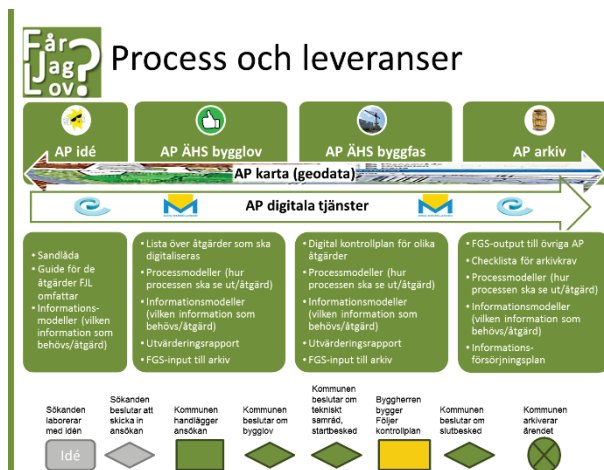 Får
Jag
Lov?
Process och leveranser
AP idé
AP ÄHS bygglov
AP ÄHS byggfas
AP arkiv
AP karta (geodata)
AP digitala tjänster
• Sandlåda
• Guide för de
åtgärder FJL
omfattar
• Informations-
modeller (vilken
information som
behövs/åtgärd)
• Lista över åtgärder som ska
digitaliseras
• Processmodeller (hur
processen ska se ut/åtgärd)
• Informationsmodeller
(vilken information som
behövs/åtgärd)
• Utvärderingsrapport
• FGS-input till arkiv
• Digital kontrollplan för olika
åtgärder
• Processmodeller (hur
processen ska se ut/åtgärd)
• Informationsmodeller
(vilken information som
behövs/åtgärd)
• Utvärderingsrapport
• FGS-input till arkiv
• FGS-output till övriga AP
• Checklista för arkivkrav
• Processmodeller (hur
processen ska se ut/åtgärd)
• Informationsmodeller
(vilken information som
behövs/åtgärd)
• Informations-
försörjningsplan
Sökanden
laborerar
med idén
Sökanden
beslutar att
skicka in
ansökan
Kommunen
handlägger
ansökan
Kommunen
beslutar om
bygglov
Kommunen
beslutar om
tekniskt
samråd,
startbesked
Byggherren
bygger
Följer
kontrollplan
Kommunen
beslutar om
slutbesked
Kommunen
arkiverar
ärendet
Idé